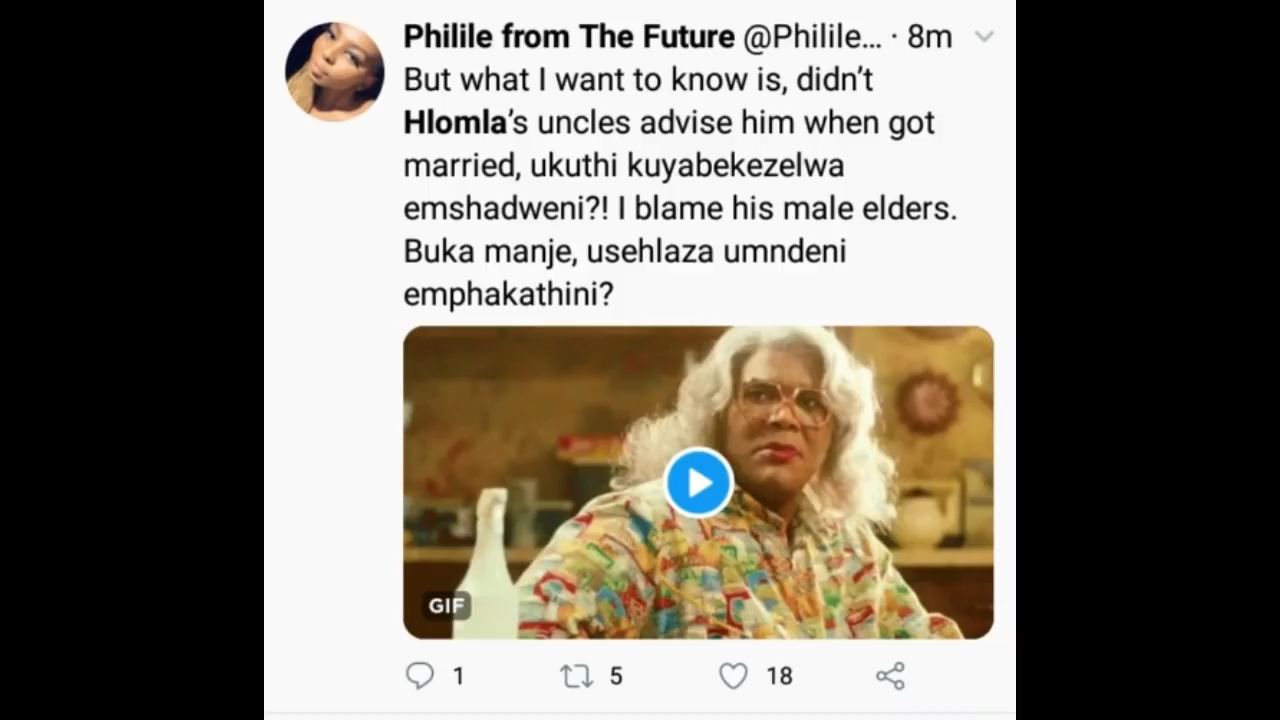 Philile from The Future @Philile... · 8m
But what I want to know is, didn’t
Hlomla’s uncles advise him when got
married, ukuthi kuyabekezelwa
emshadweni?! I blame his male elders.
Buka manje, usehlaza umndeni
emphakathini?
GIF
1 5 18